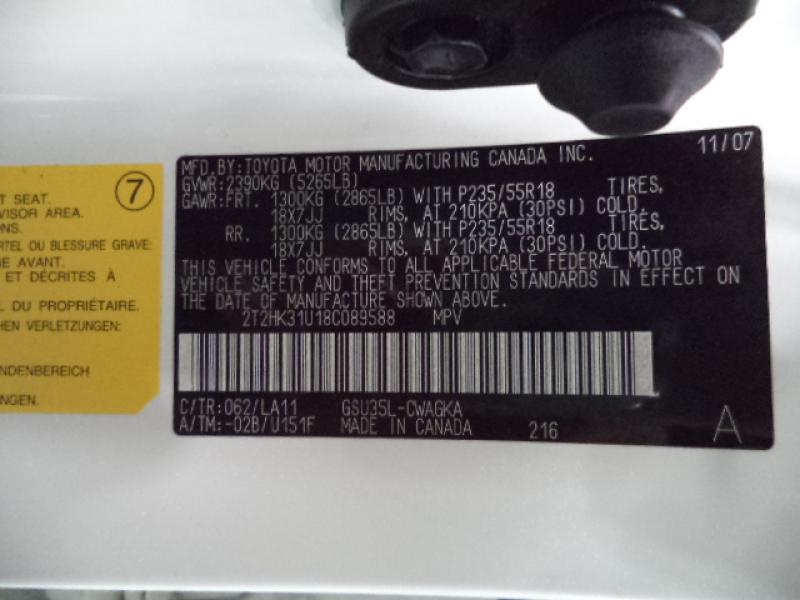 7
T SEAT.
VISOR AREA.
ONS.
RTEL OU BLESSURE GRAVE:
GE AVANT.
ET DÉCRITES À
L DU PROPRIÉTAIRE.
HEN VERLETZUNGEN:
NDENBEREICH
NGEN.
MFD.BY:TOYOTA MOTOR MANUFACTURING CANADA INC. 11/07
GVWR:2390KG (5265LB)
GAWR:FRT. 1300KG (2865LB) WITH P235/55R18 TIRES,
18X7JJ RIMS, AT 210KPA (30PSI) COLD.
RR. 1300KG (2865LB) WITH P235/55R18 TIRES,
18X7JJ RIMS, AT 210KPA (30PSI) COLD.
THIS VEHICLE CONFORMS TO ALL APPLICABLE FEDERAL MOTOR
VEHICLE SAFETY AND THEFT PREVENTION STANDARDS IN EFFECT ON
THE DATE OF MANUFACTURE SHOWN ABOVE.
2T2HK31U18C089588 MPV
C/TR:062/LA11 GSU35L-CWAGKA
A/TM:-02B/U151F MADE IN CANADA 216 A